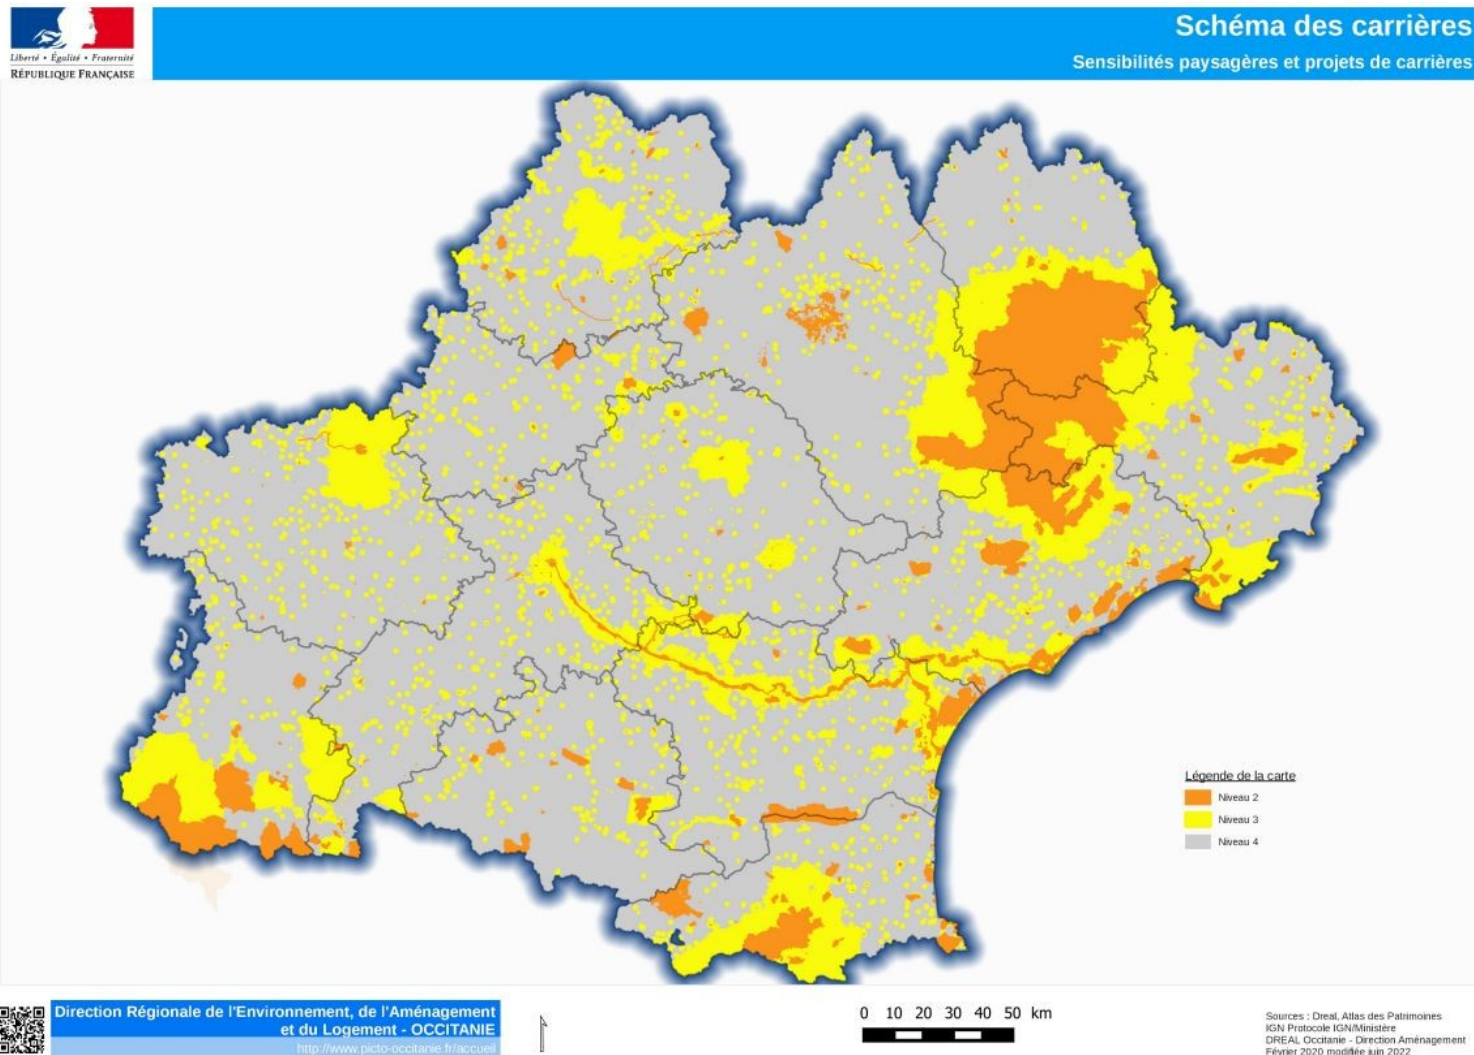 Schéma des carrières
Sensibilités paysagères et projets de carrières
Liberté • Égalité • Fraternité
RÉPUBLIQUE FRANÇAISE
Légende de la carte
Niveau 2
Niveau 3
Niveau 4
Direction Régionale de l'Environnement, de l'Aménagement
et du Logement - OCCITANIE
http://www.picto-occitanie.fr/accueil
0 10 20 30 40 50 km
Sources : Dreal, Atlas des Patrimoines
IGN Protocole IGN/Ministère
DREAL Occitanie - Direction Aménagement
Février 2020 modifiée juin 2022